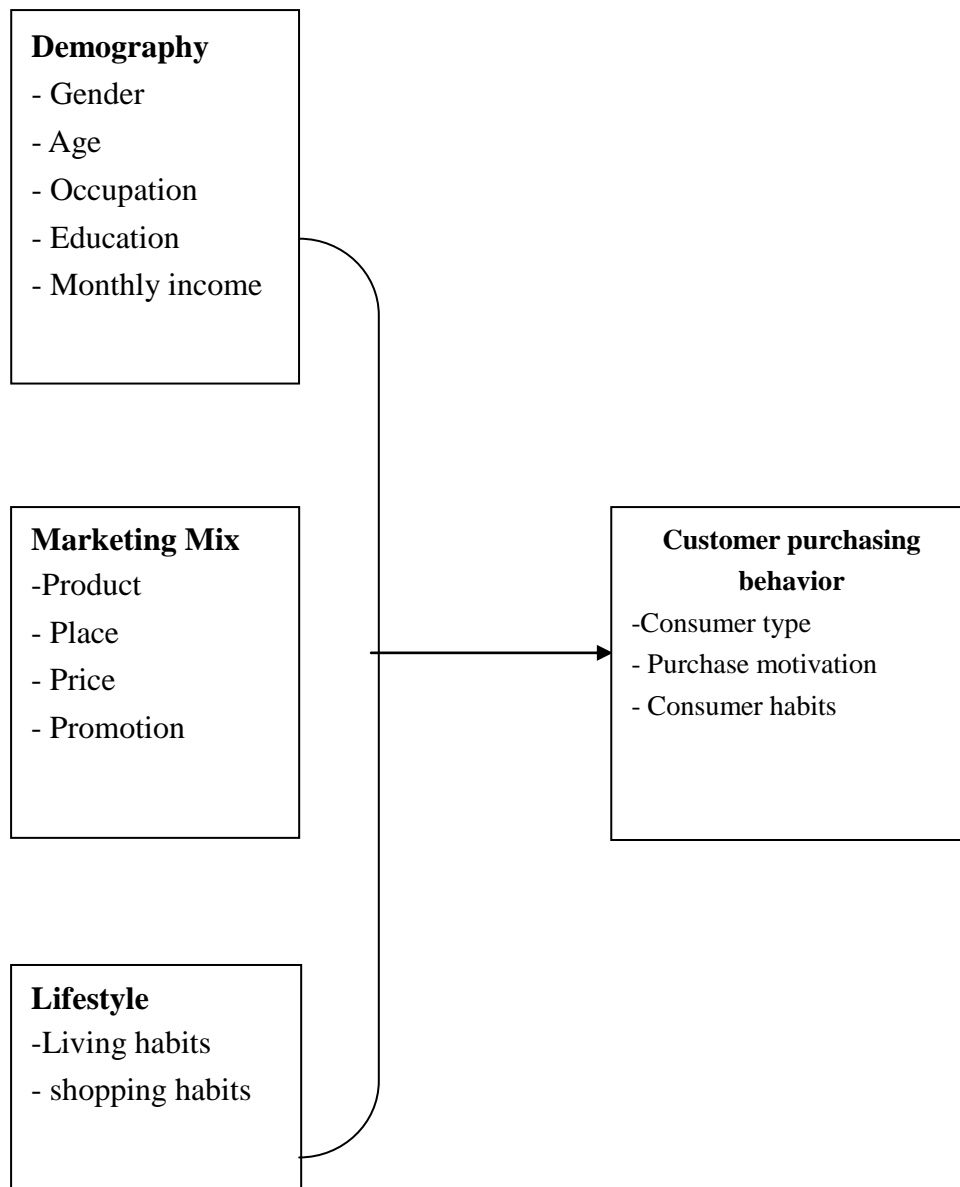 Demography
- Gender
- Age
- Occupation
- Education
- Monthly income
Marketing Mix
-Product
- Place
- Price
- Promotion
Customer purchasing
behavior
-Consumer type
- Purchase motivation
- Consumer habits
Lifestyle
-Living habits
- shopping habits